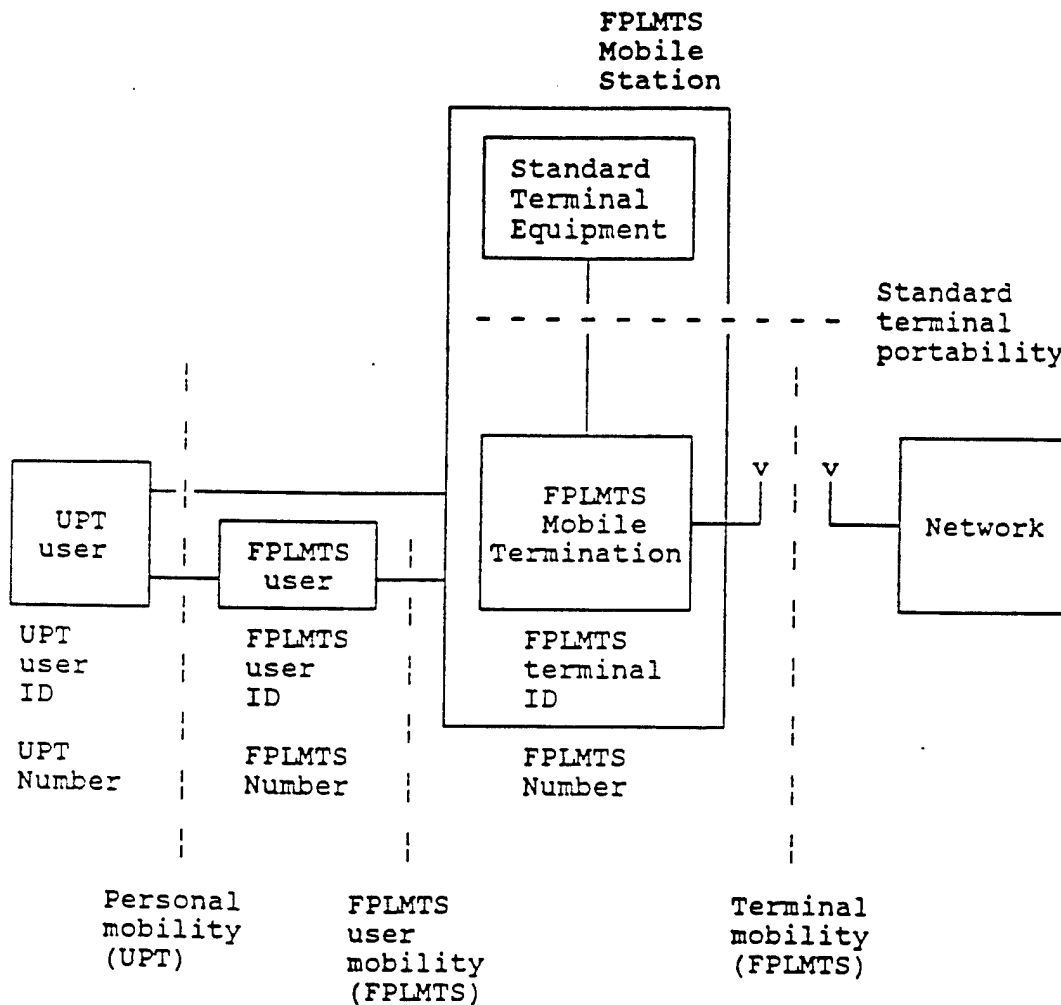 FPLMTS
Mobile
Station
Standard
Terminal
Equipment
Standard
terminal
portability
UPT
user
FPLMTS
user
FPLMTS
Mobile
Termination
v
v
Network
UPT
user
ID
FPLMTS
user
ID
FPLMTS
terminal
ID
UPT
Number
FPLMTS
Number
FPLMTS
Number
Personal
mobility
(UPT)
FPLMTS
user
mobility
(FPLMTS)
Terminal
mobility
(FPLMTS)